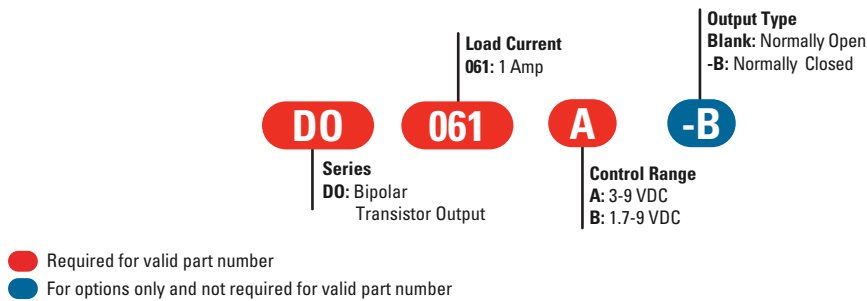 Output Type
Blank: Normally Open
-B: Normally Closed
Load Current
061: 1 Amp
DO
061
A
-B
Series
DO: Bipolar
Transistor Output
Control Range
A: 3-9 VDC
B: 1.7-9 VDC
Required for valid part number
For options only and not required for valid part number